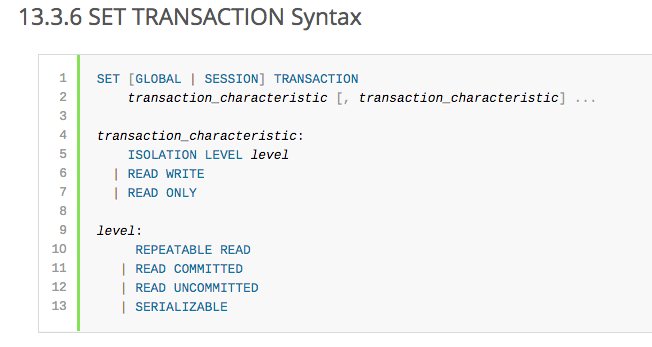 13.3.6 SET TRANSACTION Syntax
1 SET [GLOBAL | SESSION] TRANSACTION
2 transaction_characteristic [, transaction_characteristic] ...
3
4 transaction_characteristic:
5 ISOLATION LEVEL level
6 | READ WRITE
7 | READ ONLY
8
9 level:
10 REPEATABLE READ
11 | READ COMMITTED
12 | READ UNCOMMITTED
13 | SERIALIZABLE